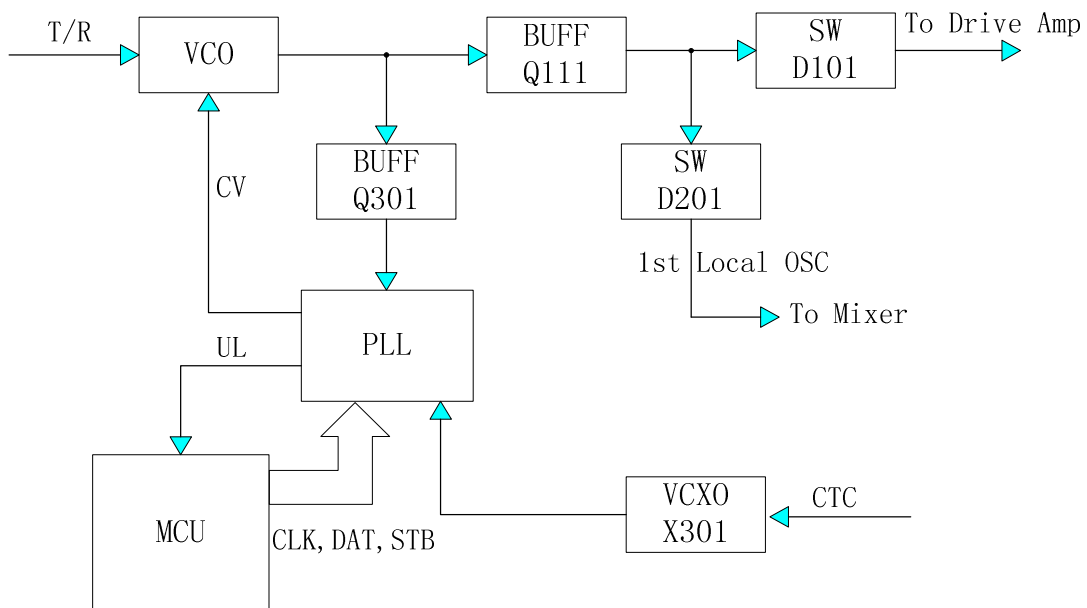 T/R
VCO
BUFF
Q111
SW
D101
To Drive Amp
CV
BUFF
Q301
SW
D201
1st Local OSC
To Mixer
UL
PLL
MCU
CLK, DAT, STB
VCXO
X301
CTC